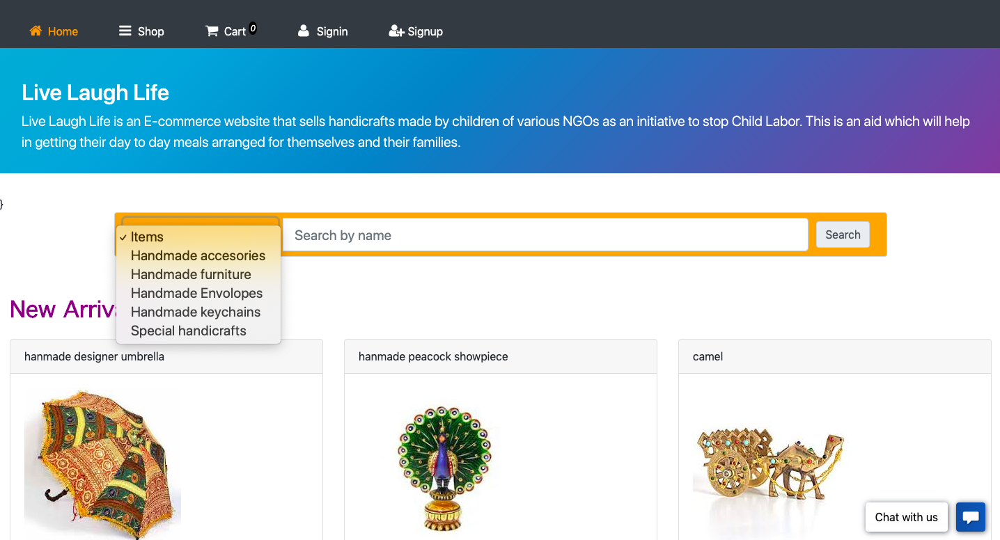 Home
Shop
Cart 0
Signin
Signup
Live Laugh Life
Live Laugh Life is an E-commerce website that sells handicrafts made by children of various NGOs as an initiative to stop Child Labor. This is an aid which will help
in getting their day to day meals arranged for themselves and their families.
}
✓ Items
Handmade accesories
Handmade furniture
Handmade Envolopes
Handmade keychains
Special handicrafts
Search by name
Search
New Arriva
hanmade designer umbrella
hanmade peacock showpiece
camel
Chat with us